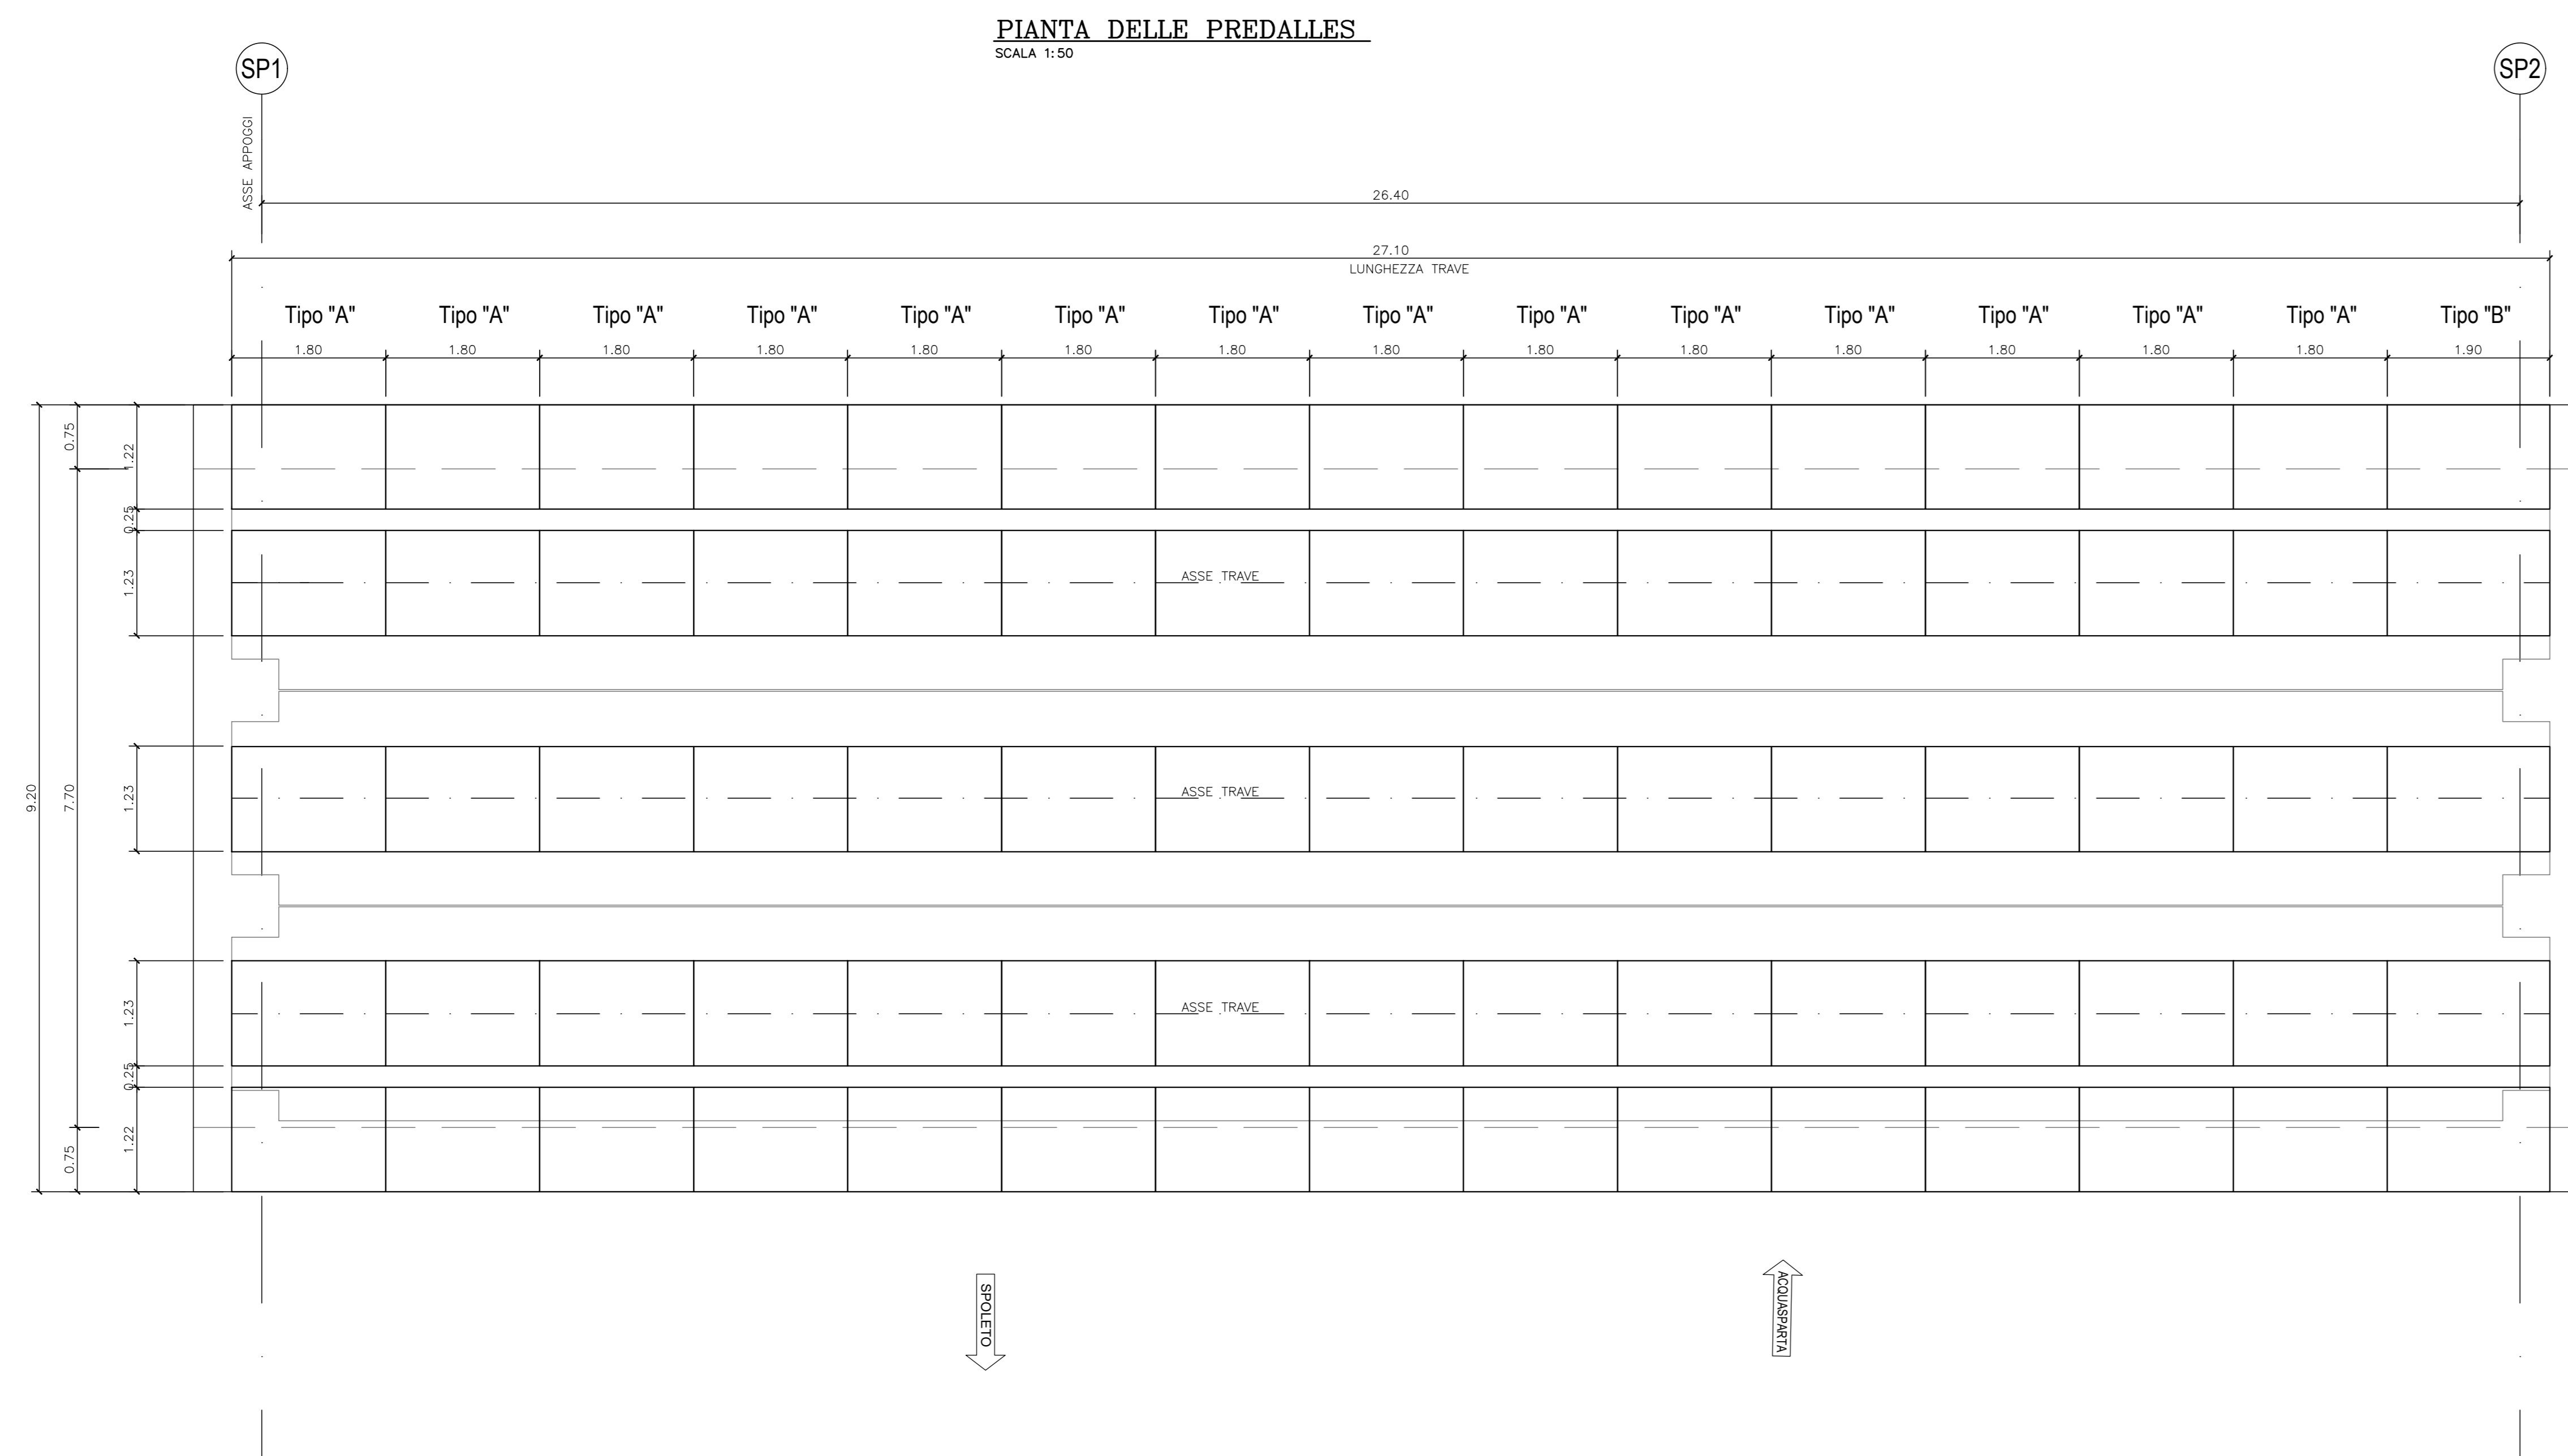 PIANTA DELLE PREDALLES
SCALA 1:50
SP1
SP2
ASSE APPOGGI
26.40
27.10
LUNGHEZZA TRAVE
Tipo "A" Tipo "A" Tipo "A" Tipo "A" Tipo "A" Tipo "A" Tipo "A" Tipo "A" Tipo "A" Tipo "A" Tipo "A" Tipo "A" Tipo "A" Tipo "A" Tipo "B"
1.80 1.80 1.80 1.80 1.80 1.80 1.80 1.80 1.80 1.80 1.80 1.80 1.80 1.80 1.90
0.75
1.22
0.25
1.23
ASSE TRAVE
9.20
7.70
1.23
ASSE TRAVE
1.23
ASSE TRAVE
0.25
1.22
0.75
SPOLETO
ACQUASPARTA